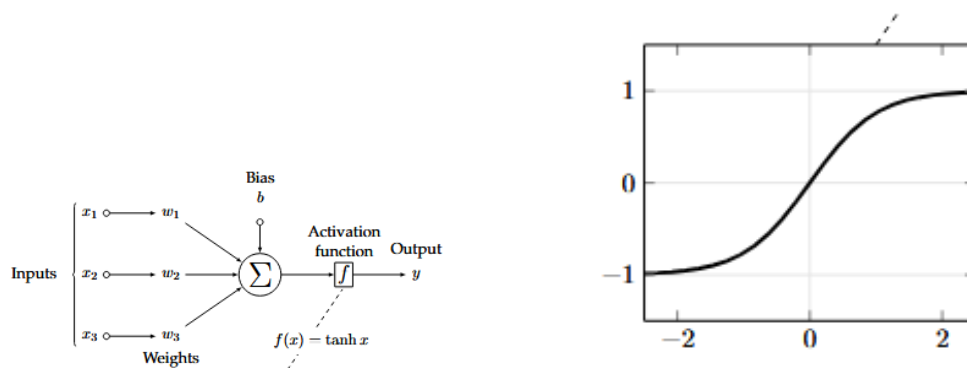 Bias
b
x₁ w₁
Activation
function
Output
Inputs x₂ w₂ ∑ f y
x₃ w₃
f(x) = tanh x
Weights
1
0
−1
−2 0 2